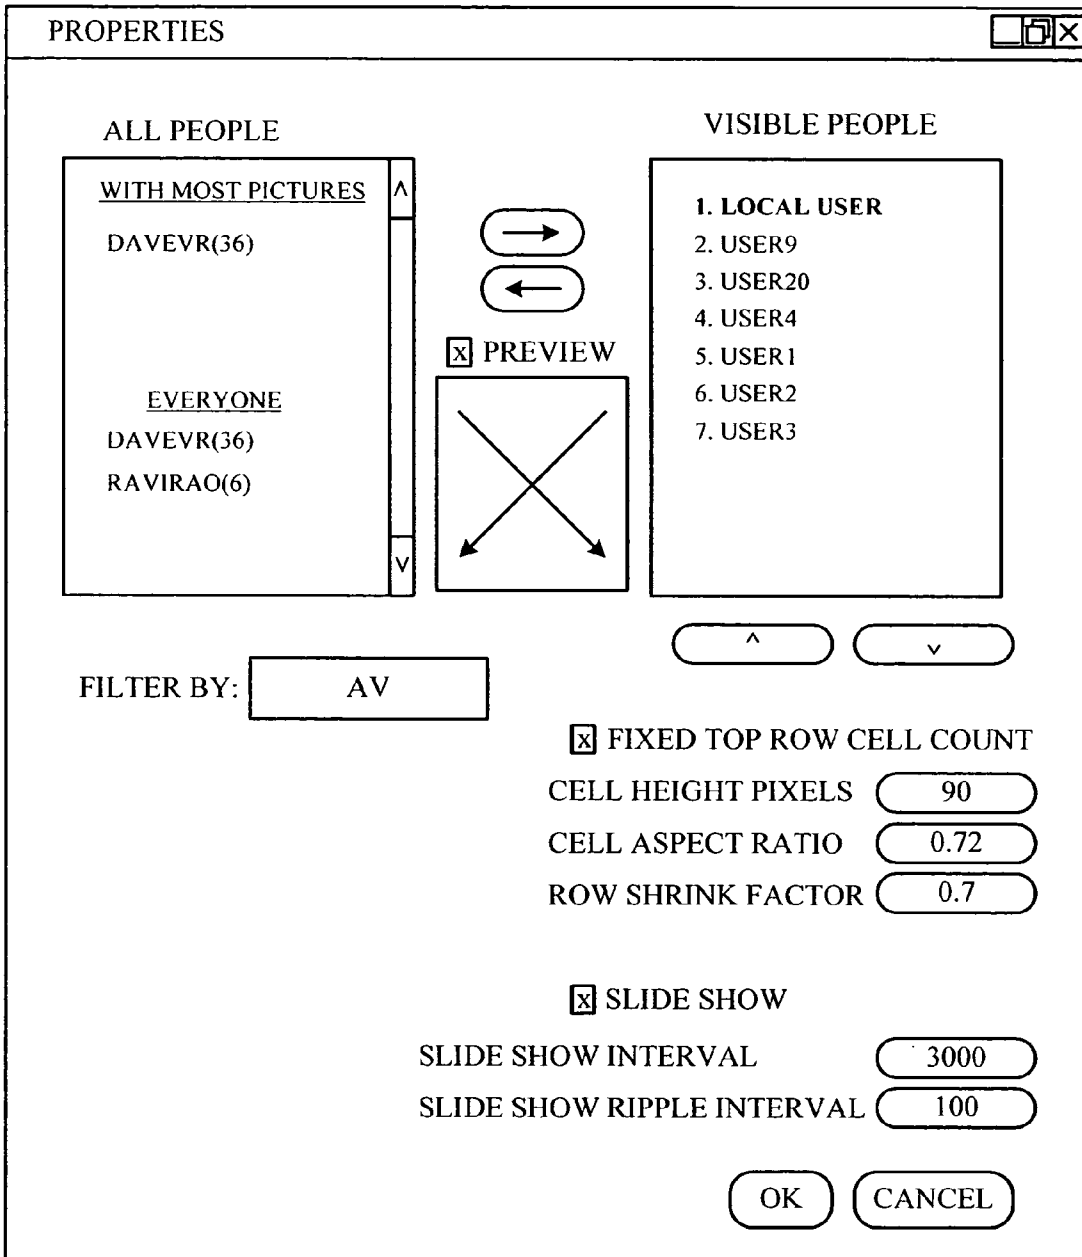 PROPERTIES
ALL PEOPLE
WITH MOST PICTURES
DAVEVR(36)
EVERYONE
DAVEVR(36)
RAVIRAO(6)
FILTER BY: AV
X PREVIEW
VISIBLE PEOPLE
1. LOCAL USER
2. USER9
3. USER20
4. USER4
5. USER1
6. USER2
7. USER3
X FIXED TOP ROW CELL COUNT
CELL HEIGHT PIXELS 90
CELL ASPECT RATIO 0.72
ROW SHRINK FACTOR 0.7
X SLIDE SHOW
SLIDE SHOW INTERVAL 3000
SLIDE SHOW RIPPLE INTERVAL 100
OK CANCEL